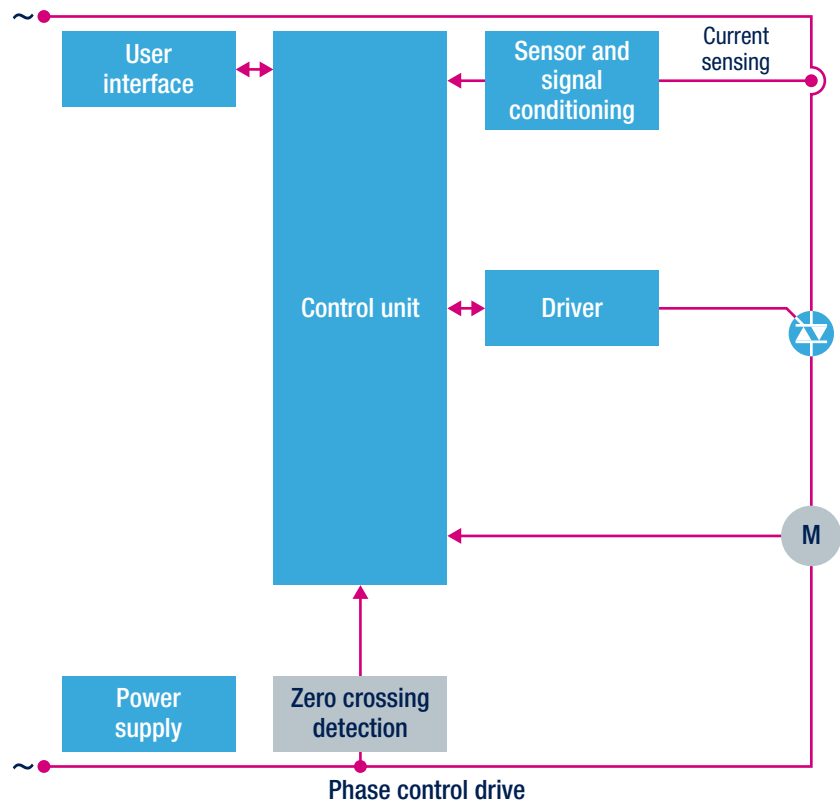 ~
User
interface
Sensor and
signal
conditioning
Current
sensing
Control unit
Driver
M
Power
supply
Zero crossing
detection
~
Phase control drive